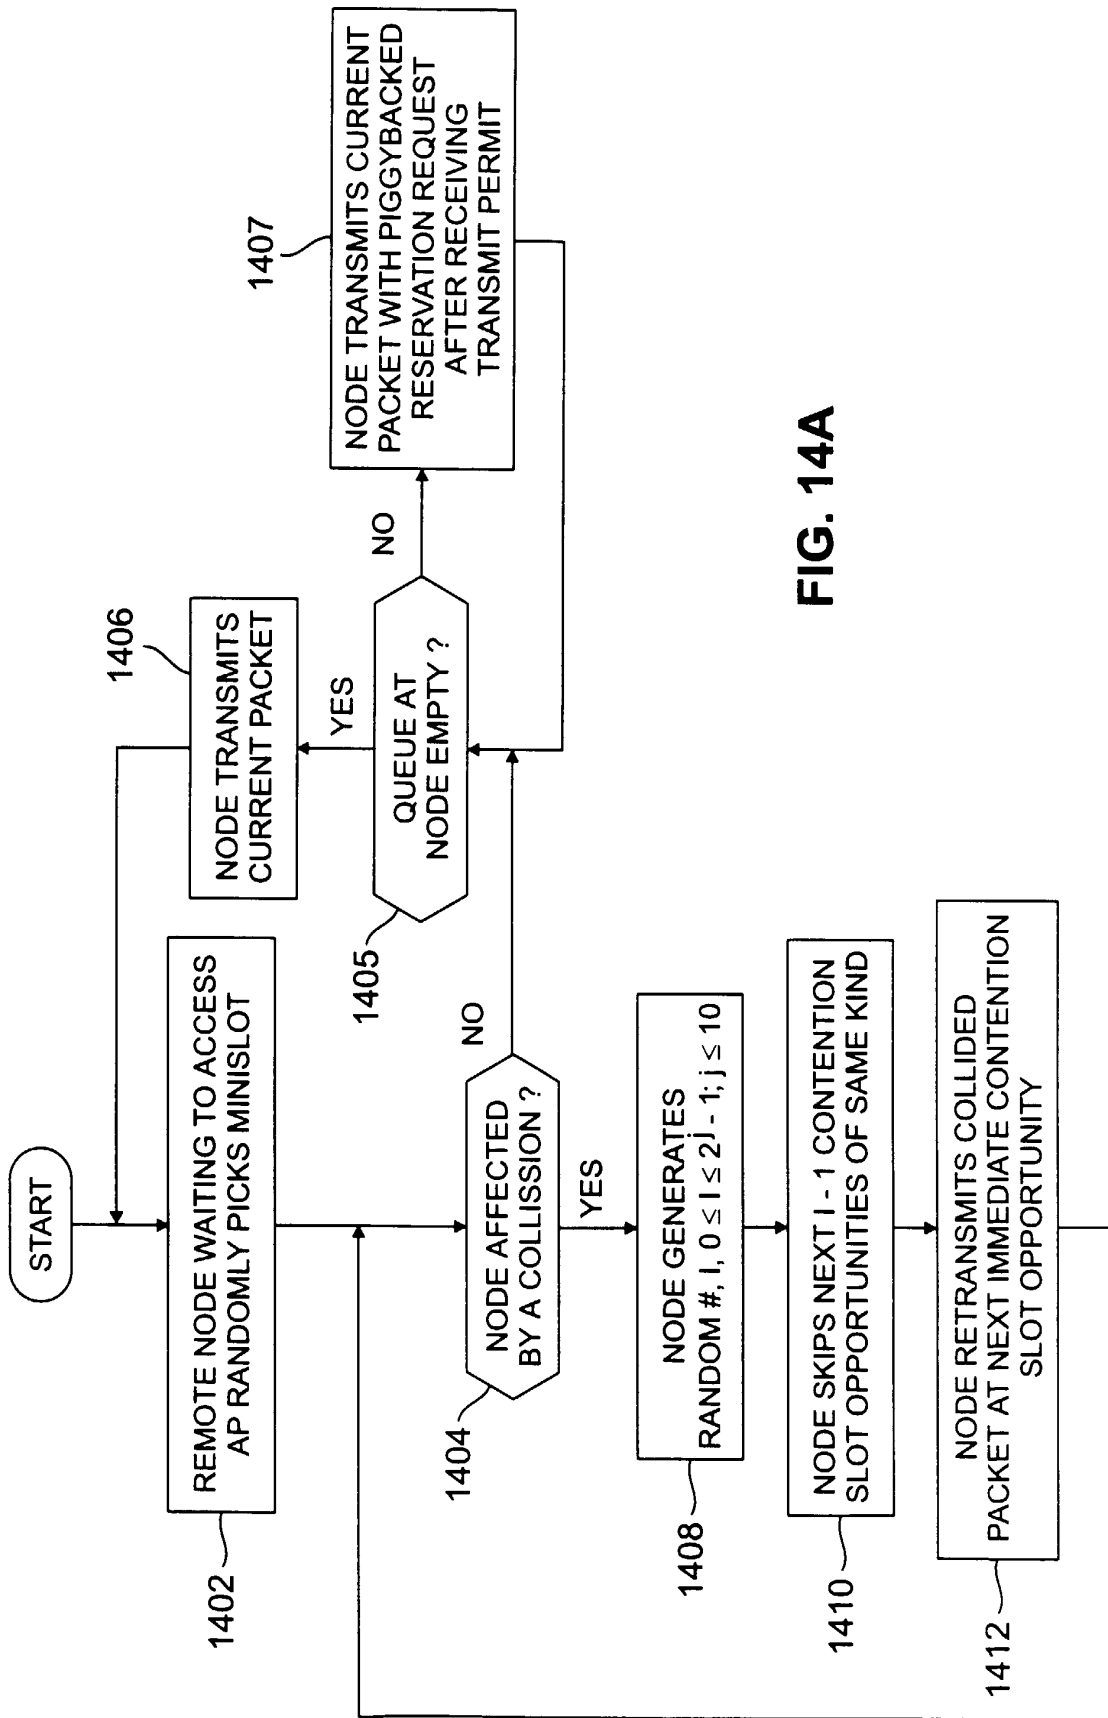 START
REMOTE NODE WAITING TO ACCESS
AP RANDOMLY PICKS MINISLOT
1402
NODE AFFECTED
BY A COLLISSION ?
1404
NO
YES
QUEUE AT
NODE EMPTY ?
1405
YES
NO
NODE TRANSMITS
CURRENT PACKET
1406
NODE TRANSMITS CURRENT
PACKET WITH PIGGYBACKED
RESERVATION REQUEST
AFTER RECEIVING
TRANSMIT PERMIT
1407
NODE GENERATES
RANDOM #, I, 0 ≤ I ≤ 2^j - 1; j ≤ 10
1408
NODE SKIPS NEXT I - 1 CONTENTION
SLOT OPPORTUNITIES OF SAME KIND
1410
NODE RETRANSMITS COLLIDED
PACKET AT NEXT IMMEDIATE CONTENTION
SLOT OPPORTUNITY
1412
FIG. 14A